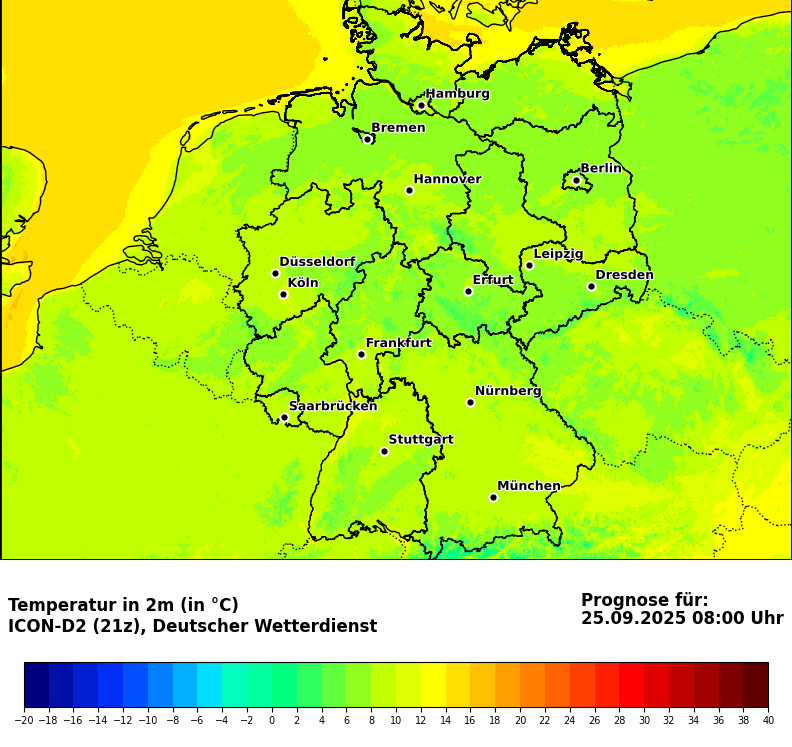 Hamburg
Bremen
Berlin
Hannover
Leipzig
Düsseldorf
Dresden
Köln
Erfurt
Frankfurt
Nürnberg
Saarbrücken
Stuttgart
München
Temperatur in 2m (in °C)
ICON-D2 (21z), Deutscher Wetterdienst
Prognose für:
25.09.2025 08:00 Uhr
−20 −18 −16 −14 −12 −10 −8 −6 −4 −2 0 2 4 6 8 10 12 14 16 18 20 22 24 26 28 30 32 34 36 38 40